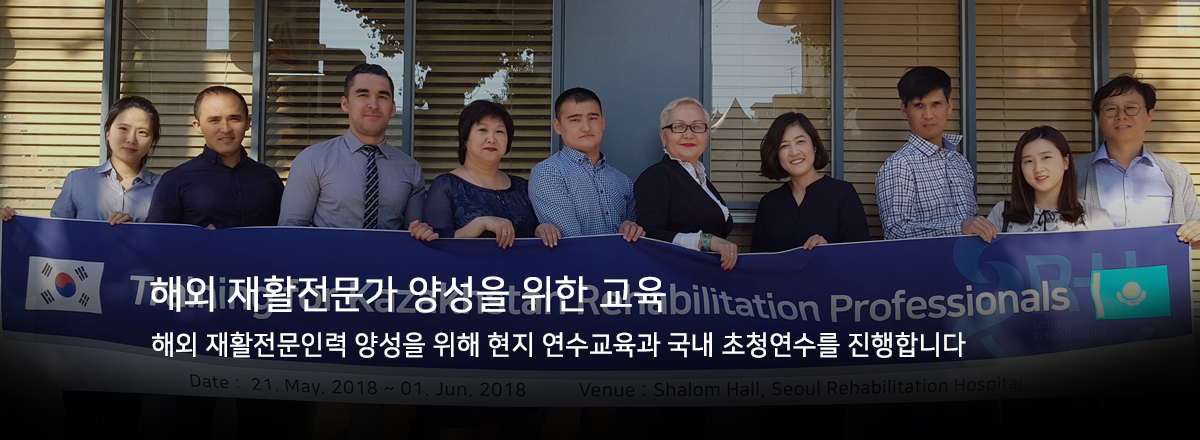 Training for Kazakhstan Rehabilitation Professionals
해외 재활전문가 양성을 위한 교육
해외 재활전문인력 양성을 위해 현지 연수교육과 국내 초청연수를 진행합니다
Date : 21. May. 2018 ~ 01. Jun. 2018 Venue : Shalom Hall, Seoul Rehabilitation Hospital